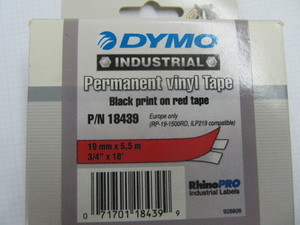 DYMO
INDUSTRIAL
Permanent vinyl Tape
Black print on red tape
P/N 18439
Europe only
(RP-19-1500RD, ILP219 compatible)
19 mm x 5,5 m
3/4" x 18'
RhinoPRO
Industrial Labels
0 71701 18439 9